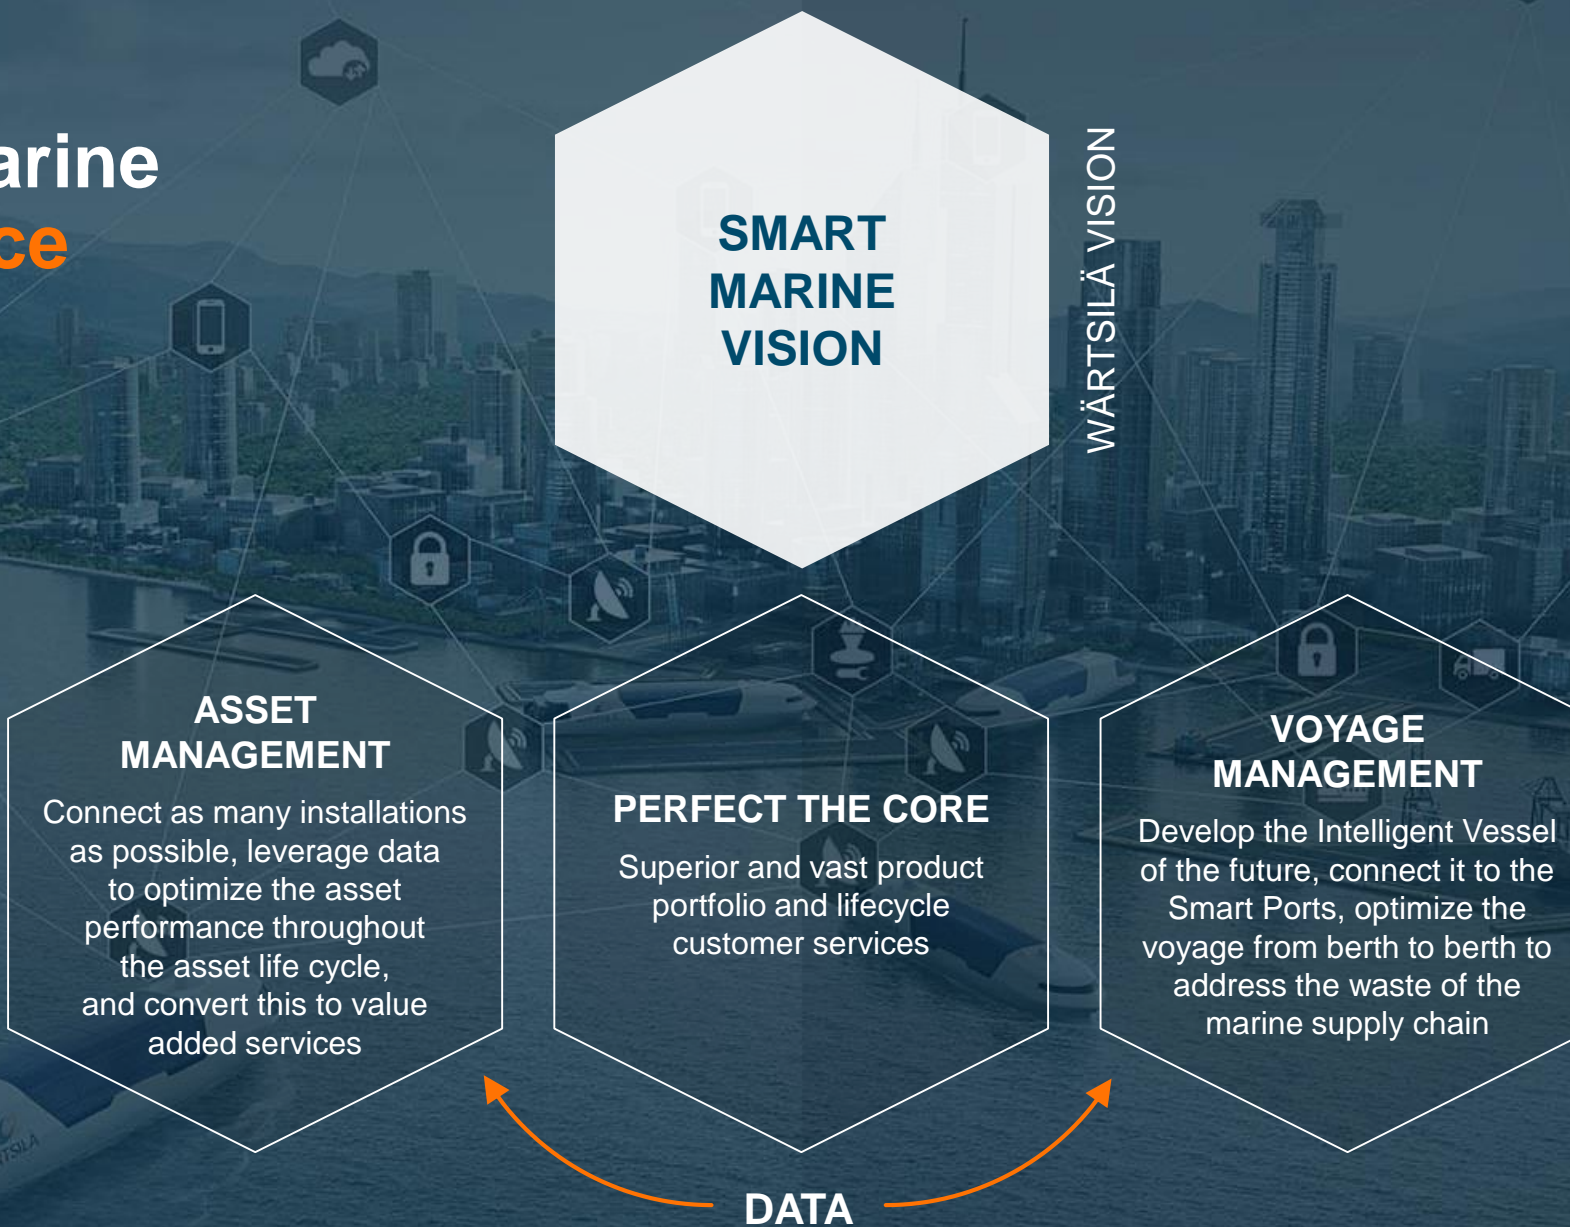 arine
ce
SMART
MARINE
VISION
WÄRTSILÄ VISION
ASSET
MANAGEMENT
Connect as many installations
as possible, leverage data
to optimize the asset
performance throughout
the asset life cycle,
and convert this to value
added services
PERFECT THE CORE
Superior and vast product
portfolio and lifecycle
customer services
VOYAGE
MANAGEMENT
Develop the Intelligent Vessel
of the future, connect it to the
Smart Ports, optimize the
voyage from berth to berth to
address the waste of the
marine supply chain
DATA